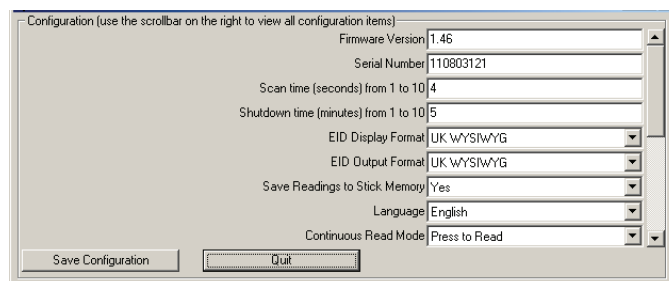 Configuration (use the scrollbar on the right to view all configuration items)
Firmware Version 1.46
Serial Number 110803121
Scan time (seconds) from 1 to 10 4
Shutdown time (minutes) from 1 to 10 5
EID Display Format UK WYSIWYG
EID Output Format UK WYSIWYG
Save Readings to Stick Memory Yes
Language English
Continuous Read Mode Press to Read
Save Configuration Quit